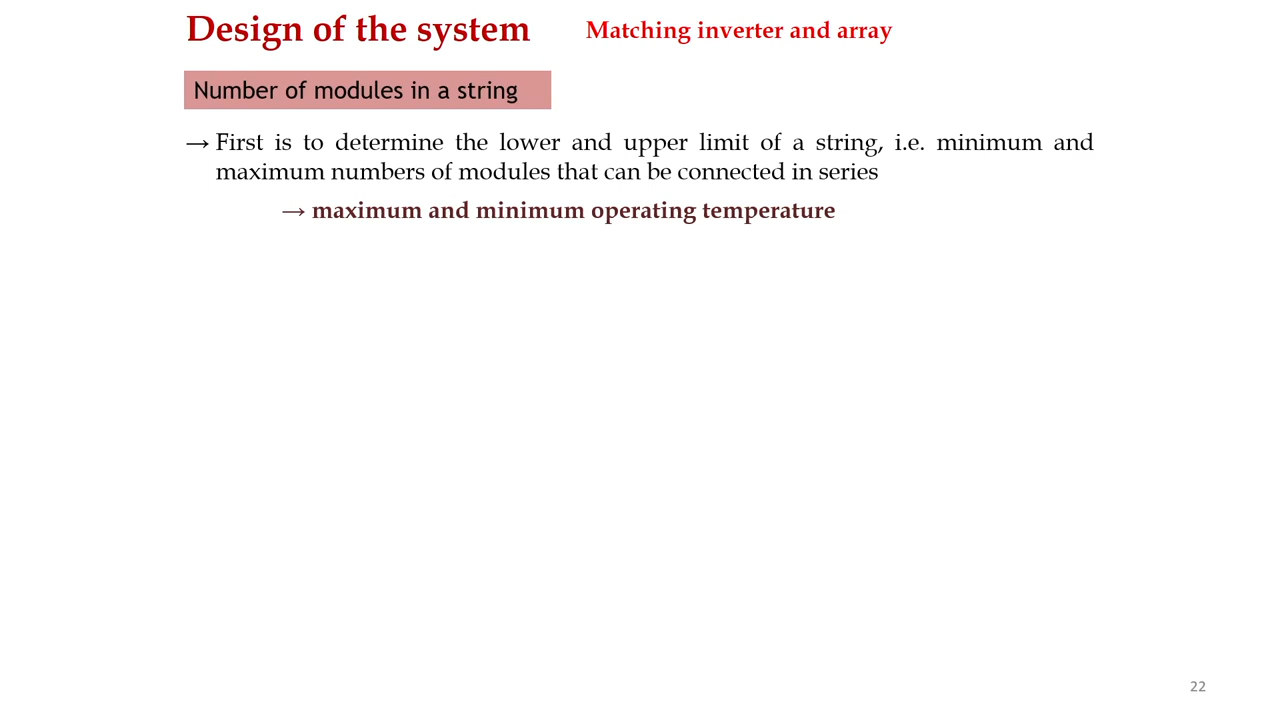 Design of the system Matching inverter and array
Number of modules in a string
→ First is to determine the lower and upper limit of a string, i.e. minimum and
maximum numbers of modules that can be connected in series
→ maximum and minimum operating temperature
22